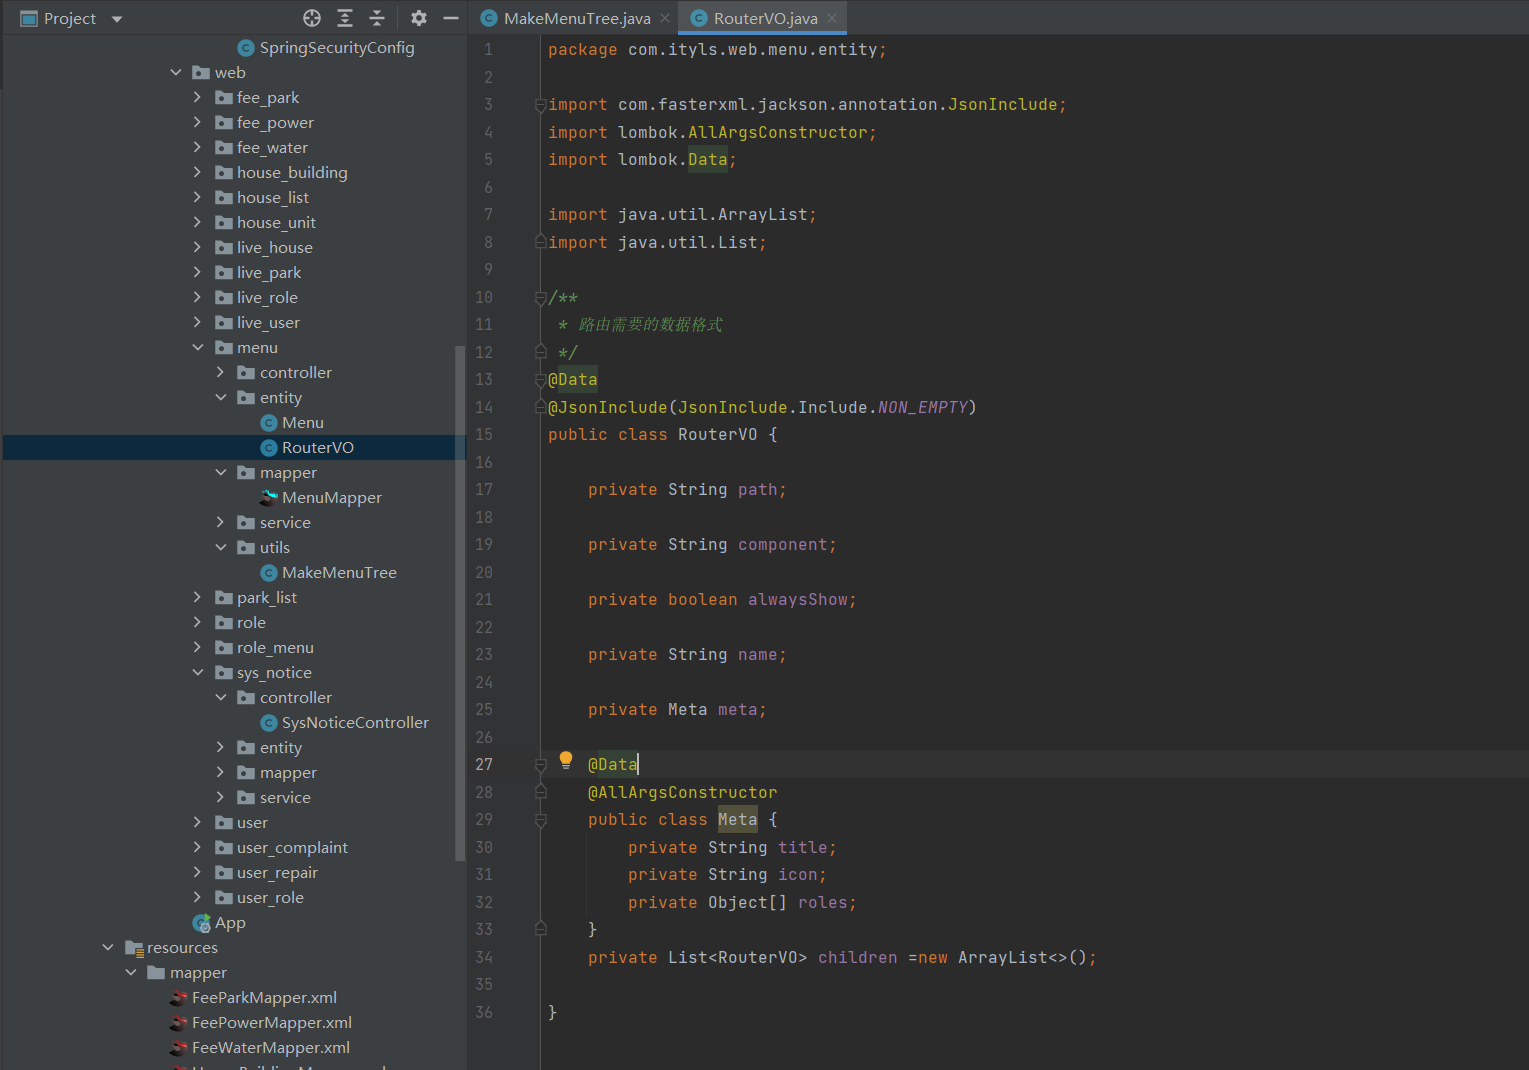 Project
SpringSecurityConfig
web
fee_park
fee_power
fee_water
house_building
house_list
house_unit
live_house
live_park
live_role
live_user
menu
controller
entity
Menu
RouterVO
mapper
MenuMapper
service
utils
MakeMenuTree
park_list
role
role_menu
sys_notice
controller
SysNoticeController
entity
mapper
service
user
user_complaint
user_repair
user_role
App
resources
mapper
FeeParkMapper.xml
FeePowerMapper.xml
FeeWaterMapper.xml
MakeMenuTree.java
RouterVO.java
1 package com.ityls.web.menu.entity;
2
3 import com.fasterxml.jackson.annotation.JsonInclude;
4 import lombok.AllArgsConstructor;
5 import lombok.Data;
6
7 import java.util.ArrayList;
8 import java.util.List;
9
10 /**
11 * 路由需要的数据格式
12 */
13 @Data
14 @JsonInclude(JsonInclude.Include.NON_EMPTY)
15 public class RouterVO {
16
17 private String path;
18
19 private String component;
20
21 private boolean alwaysShow;
22
23 private String name;
24
25 private Meta meta;
26
27 @Data
28 @AllArgsConstructor
29 public class Meta {
30 private String title;
31 private String icon;
32 private Object[] roles;
33 }
34 private List<RouterVO> children =new ArrayList<>();
35
36 }